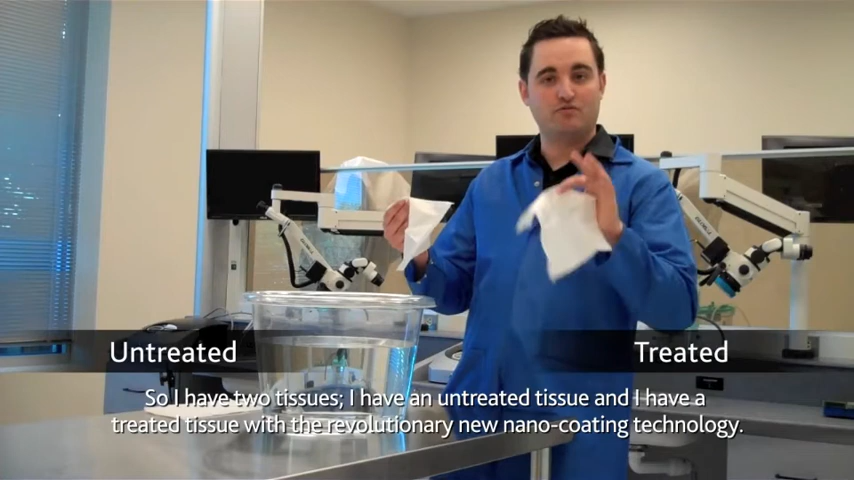 Untreated
Treated
So I have two tissues; I have an untreated tissue and I have a
treated tissue with the revolutionary new nano-coating technology.